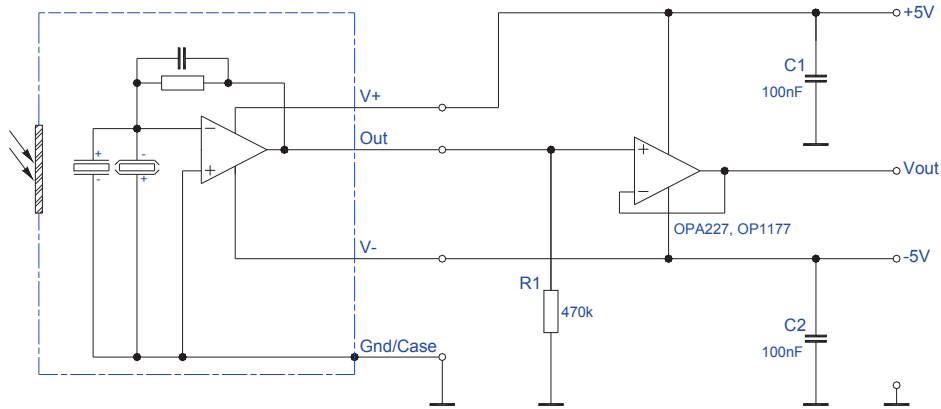 +5V
C1
100nF
V+
Out
+
-
-
+
−
+
+
−
Vout
OPA227, OP1177
V-
-5V
R1
470k
C2
100nF
Gnd/Case